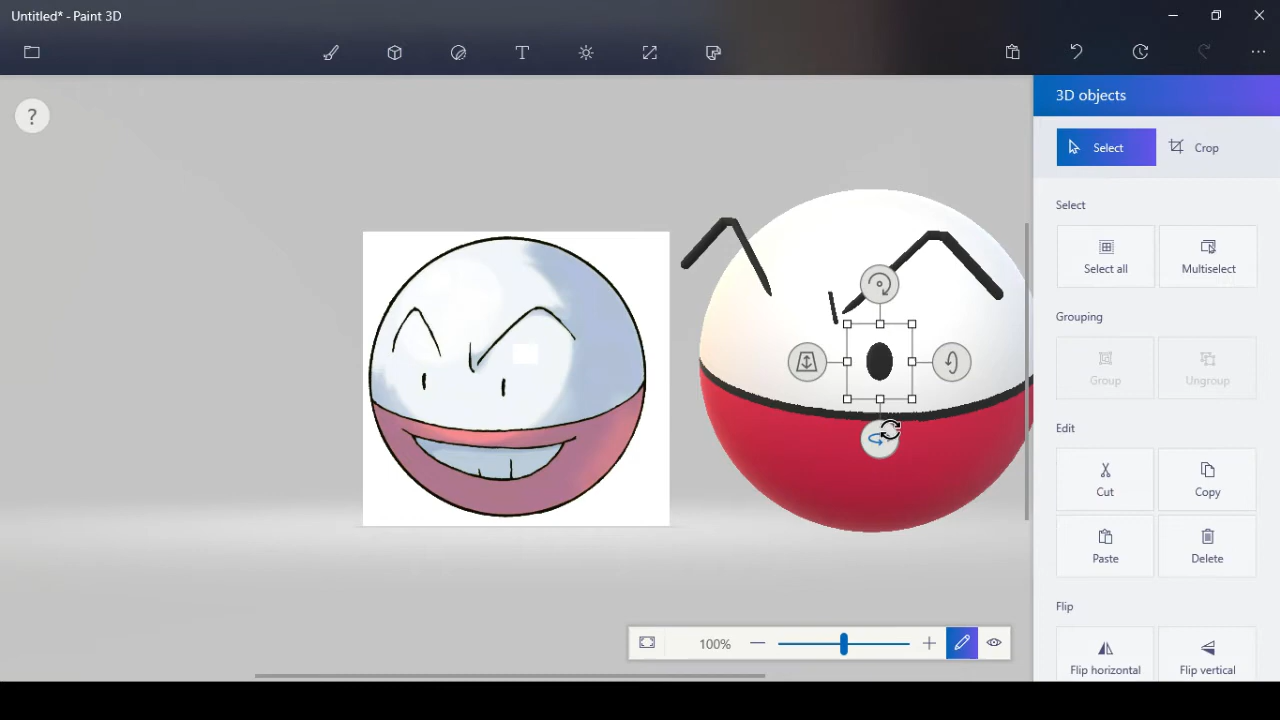 Untitled* - Paint 3D
?
T
3D objects
Select
Crop
Select
Select all
Multiselect
Grouping
Group
Ungroup
Edit
Cut
Copy
Paste
Delete
Flip
Flip horizontal
Flip vertical
100%